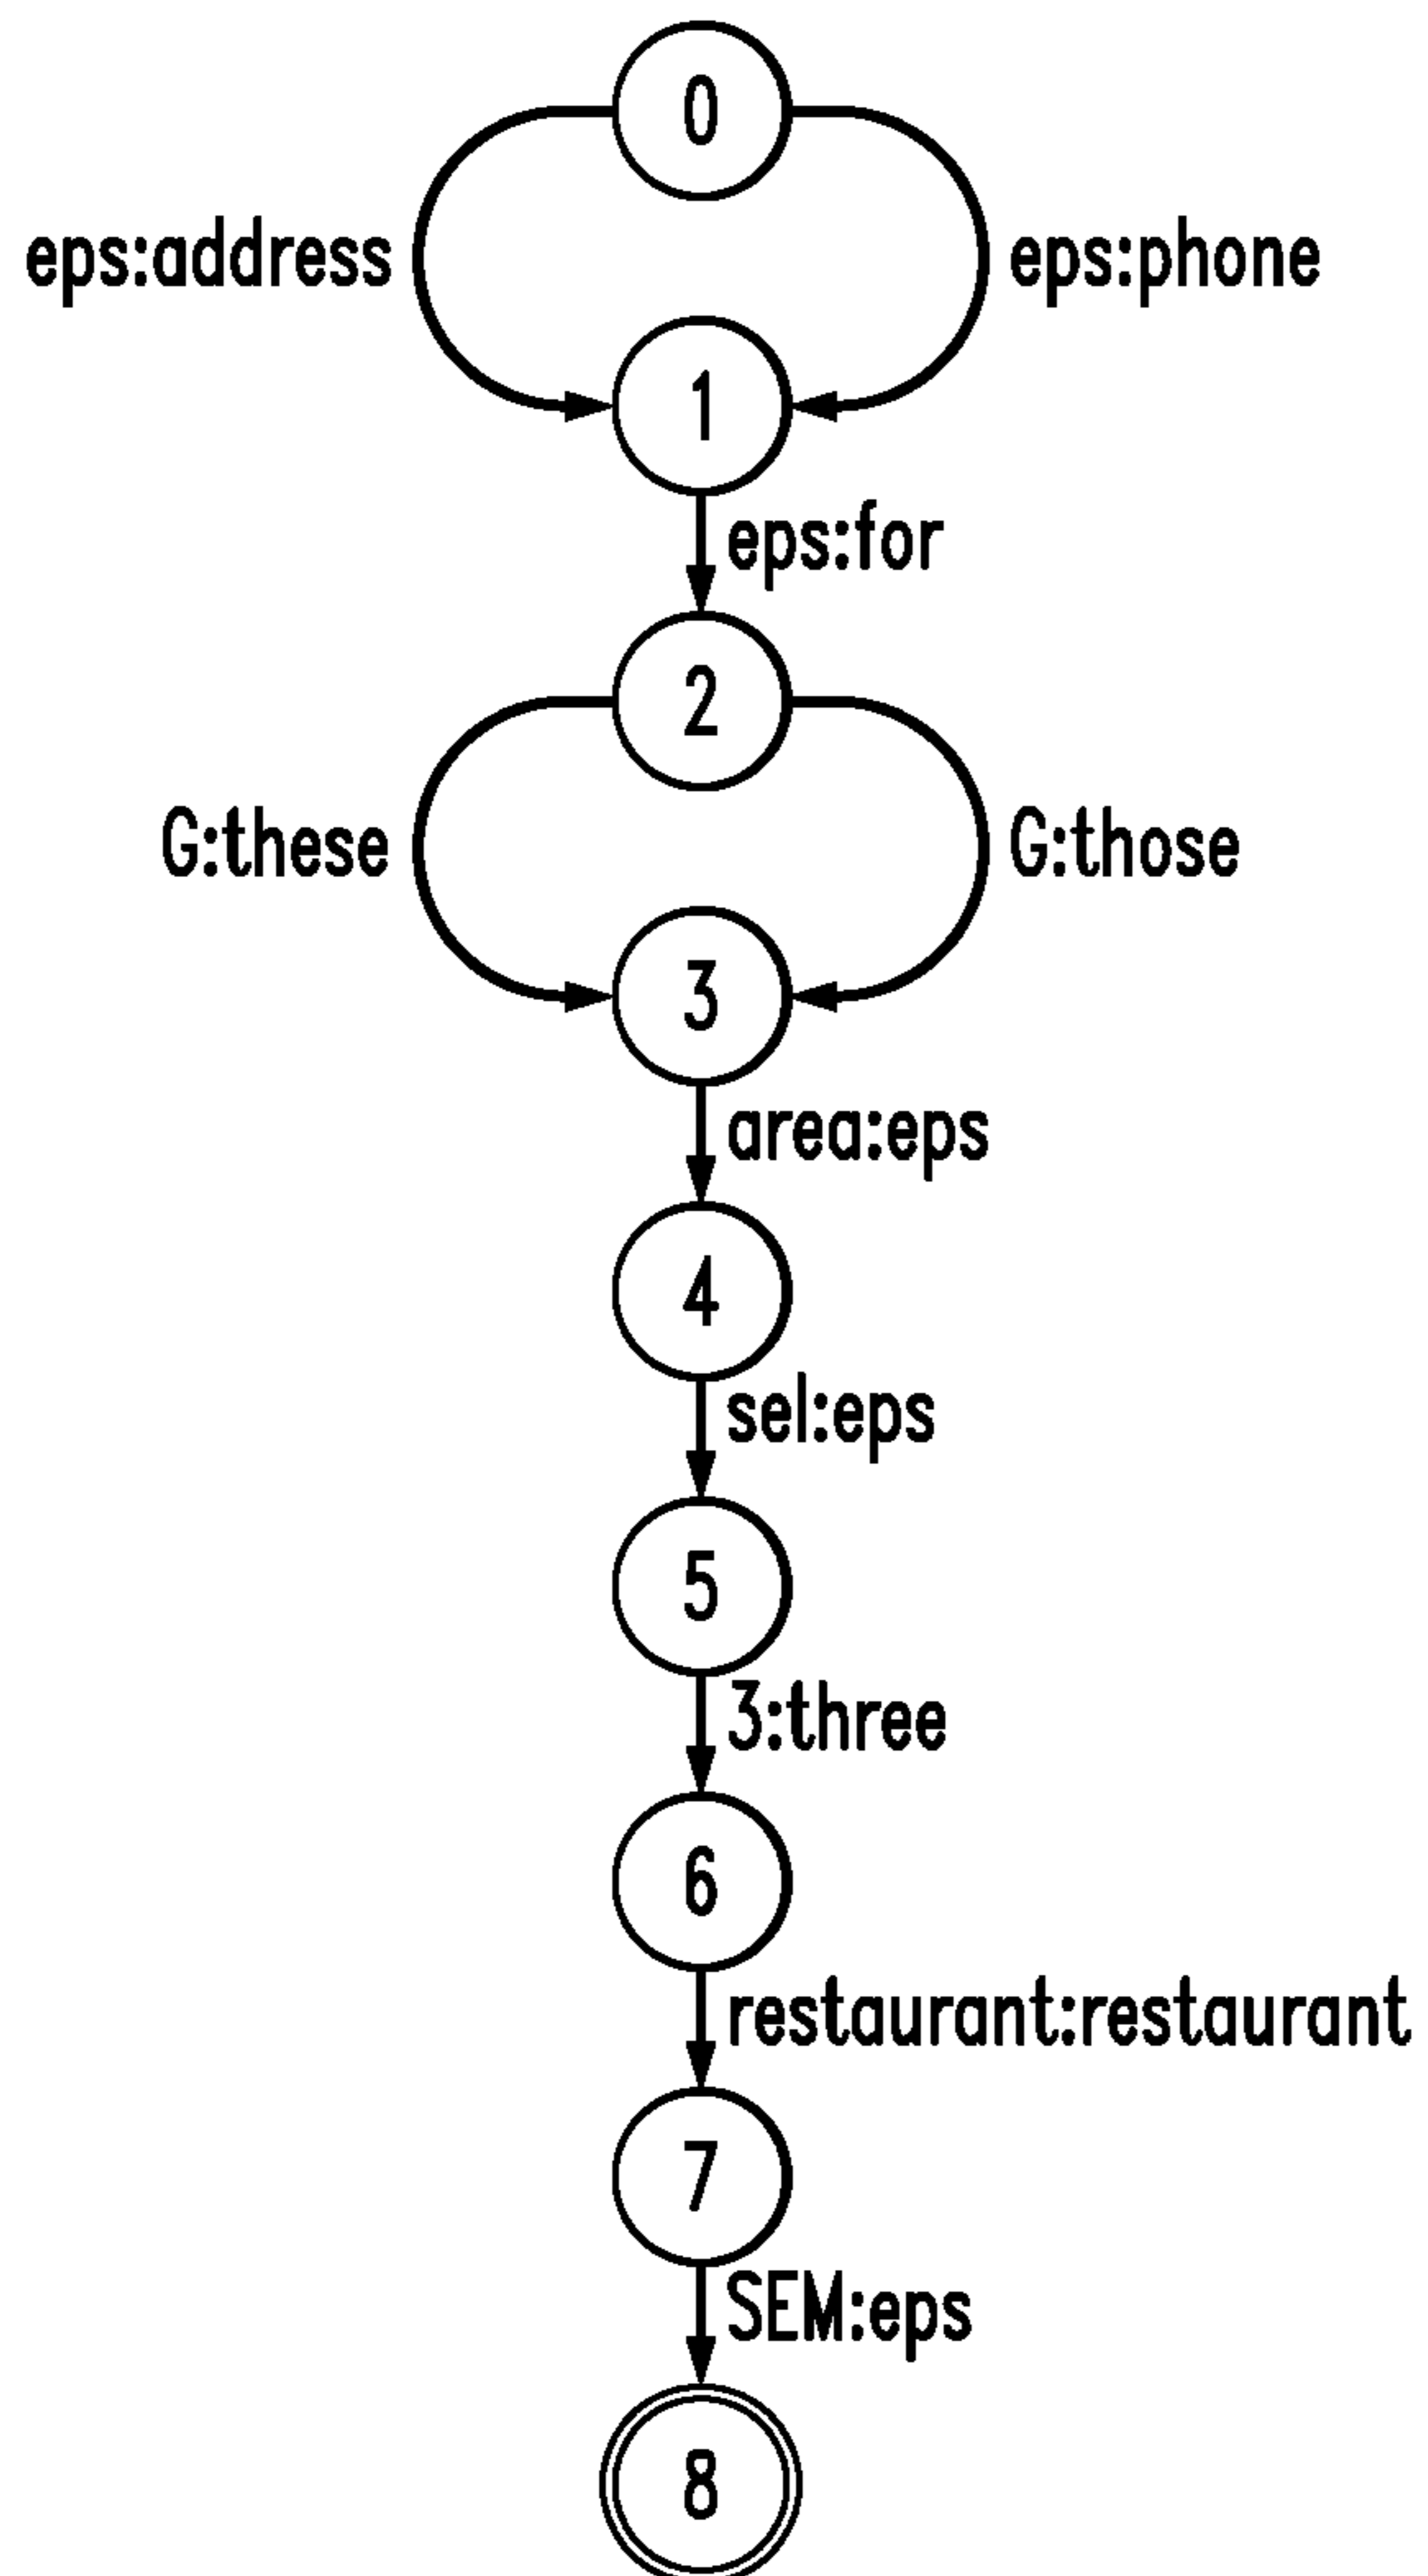 0
eps:address
eps:phone
1
eps:for
2
G:these
G:those
3
area:eps
4
sel:eps
5
3:three
6
restaurant:restaurant
7
SEM:eps
8